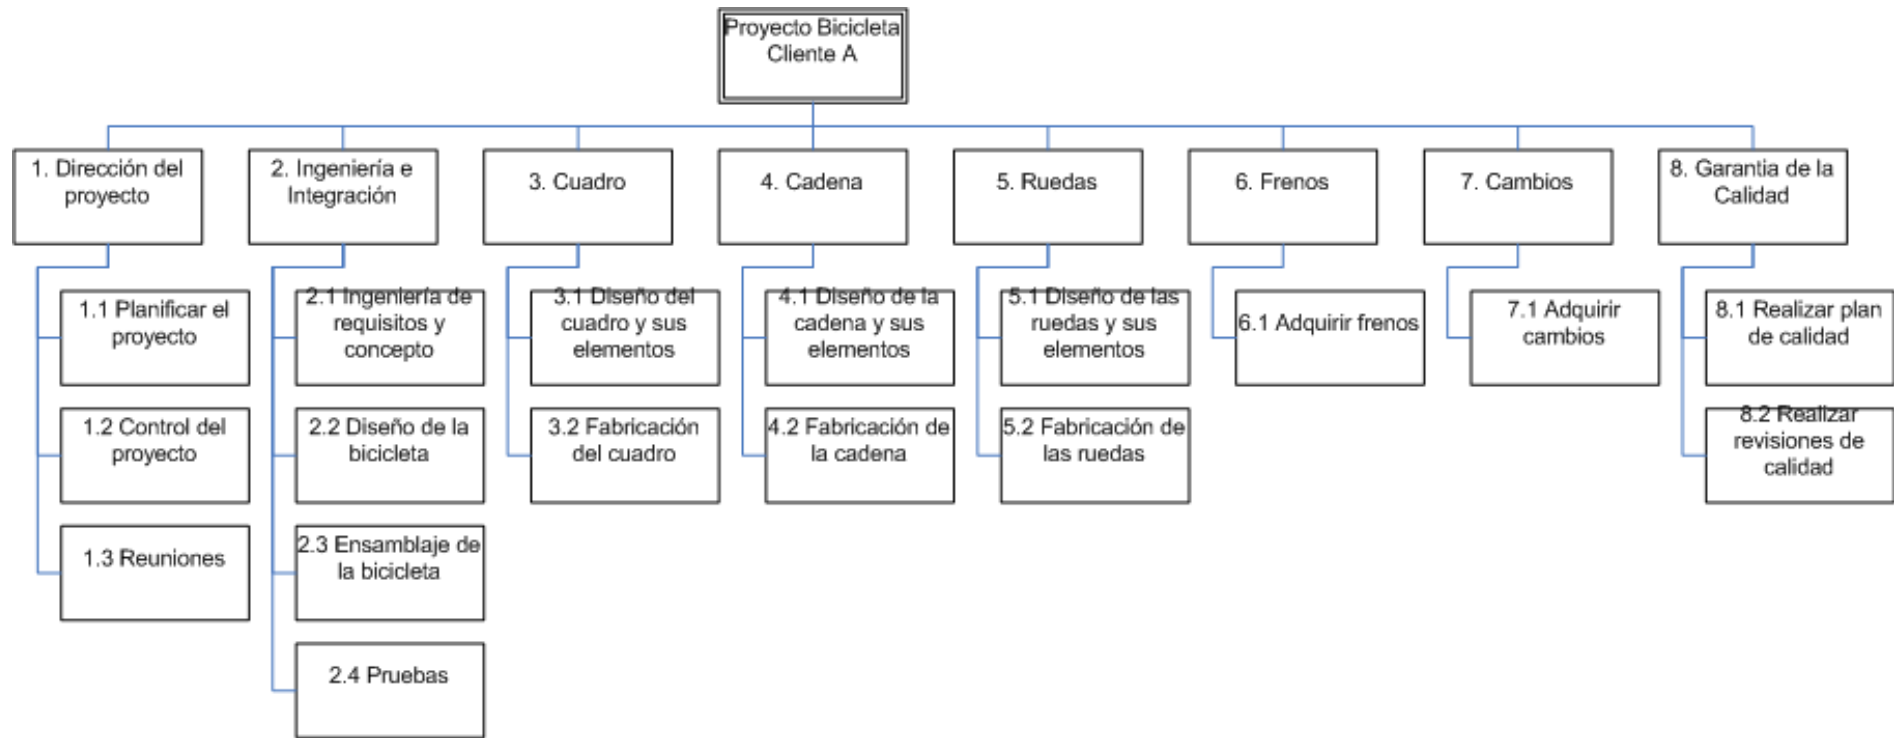 Proyecto Bicicleta
Cliente A
1. Dirección del
proyecto
2. Ingeniería e
Integración
3. Cuadro
4. Cadena
5. Ruedas
6. Frenos
7. Cambios
8. Garantia de la
Calidad
1.1 Planificar el
proyecto
2.1 Ingeniería de
requisitos y
concepto
3.1 Diseño del
cuadro y sus
elementos
4.1 Diseño de la
cadena y sus
elementos
5.1 Diseño de las
ruedas y sus
elementos
6.1 Adquirir frenos
7.1 Adquirir
cambios
8.1 Realizar plan
de calidad
1.2 Control del
proyecto
2.2 Diseño de la
bicicleta
3.2 Fabricación
del cuadro
4.2 Fabricación de
la cadena
5.2 Fabricación de
las ruedas
8.2 Realizar
revisiones de
calidad
1.3 Reuniones
2.3 Ensamblaje de
la bicicleta
2.4 Pruebas